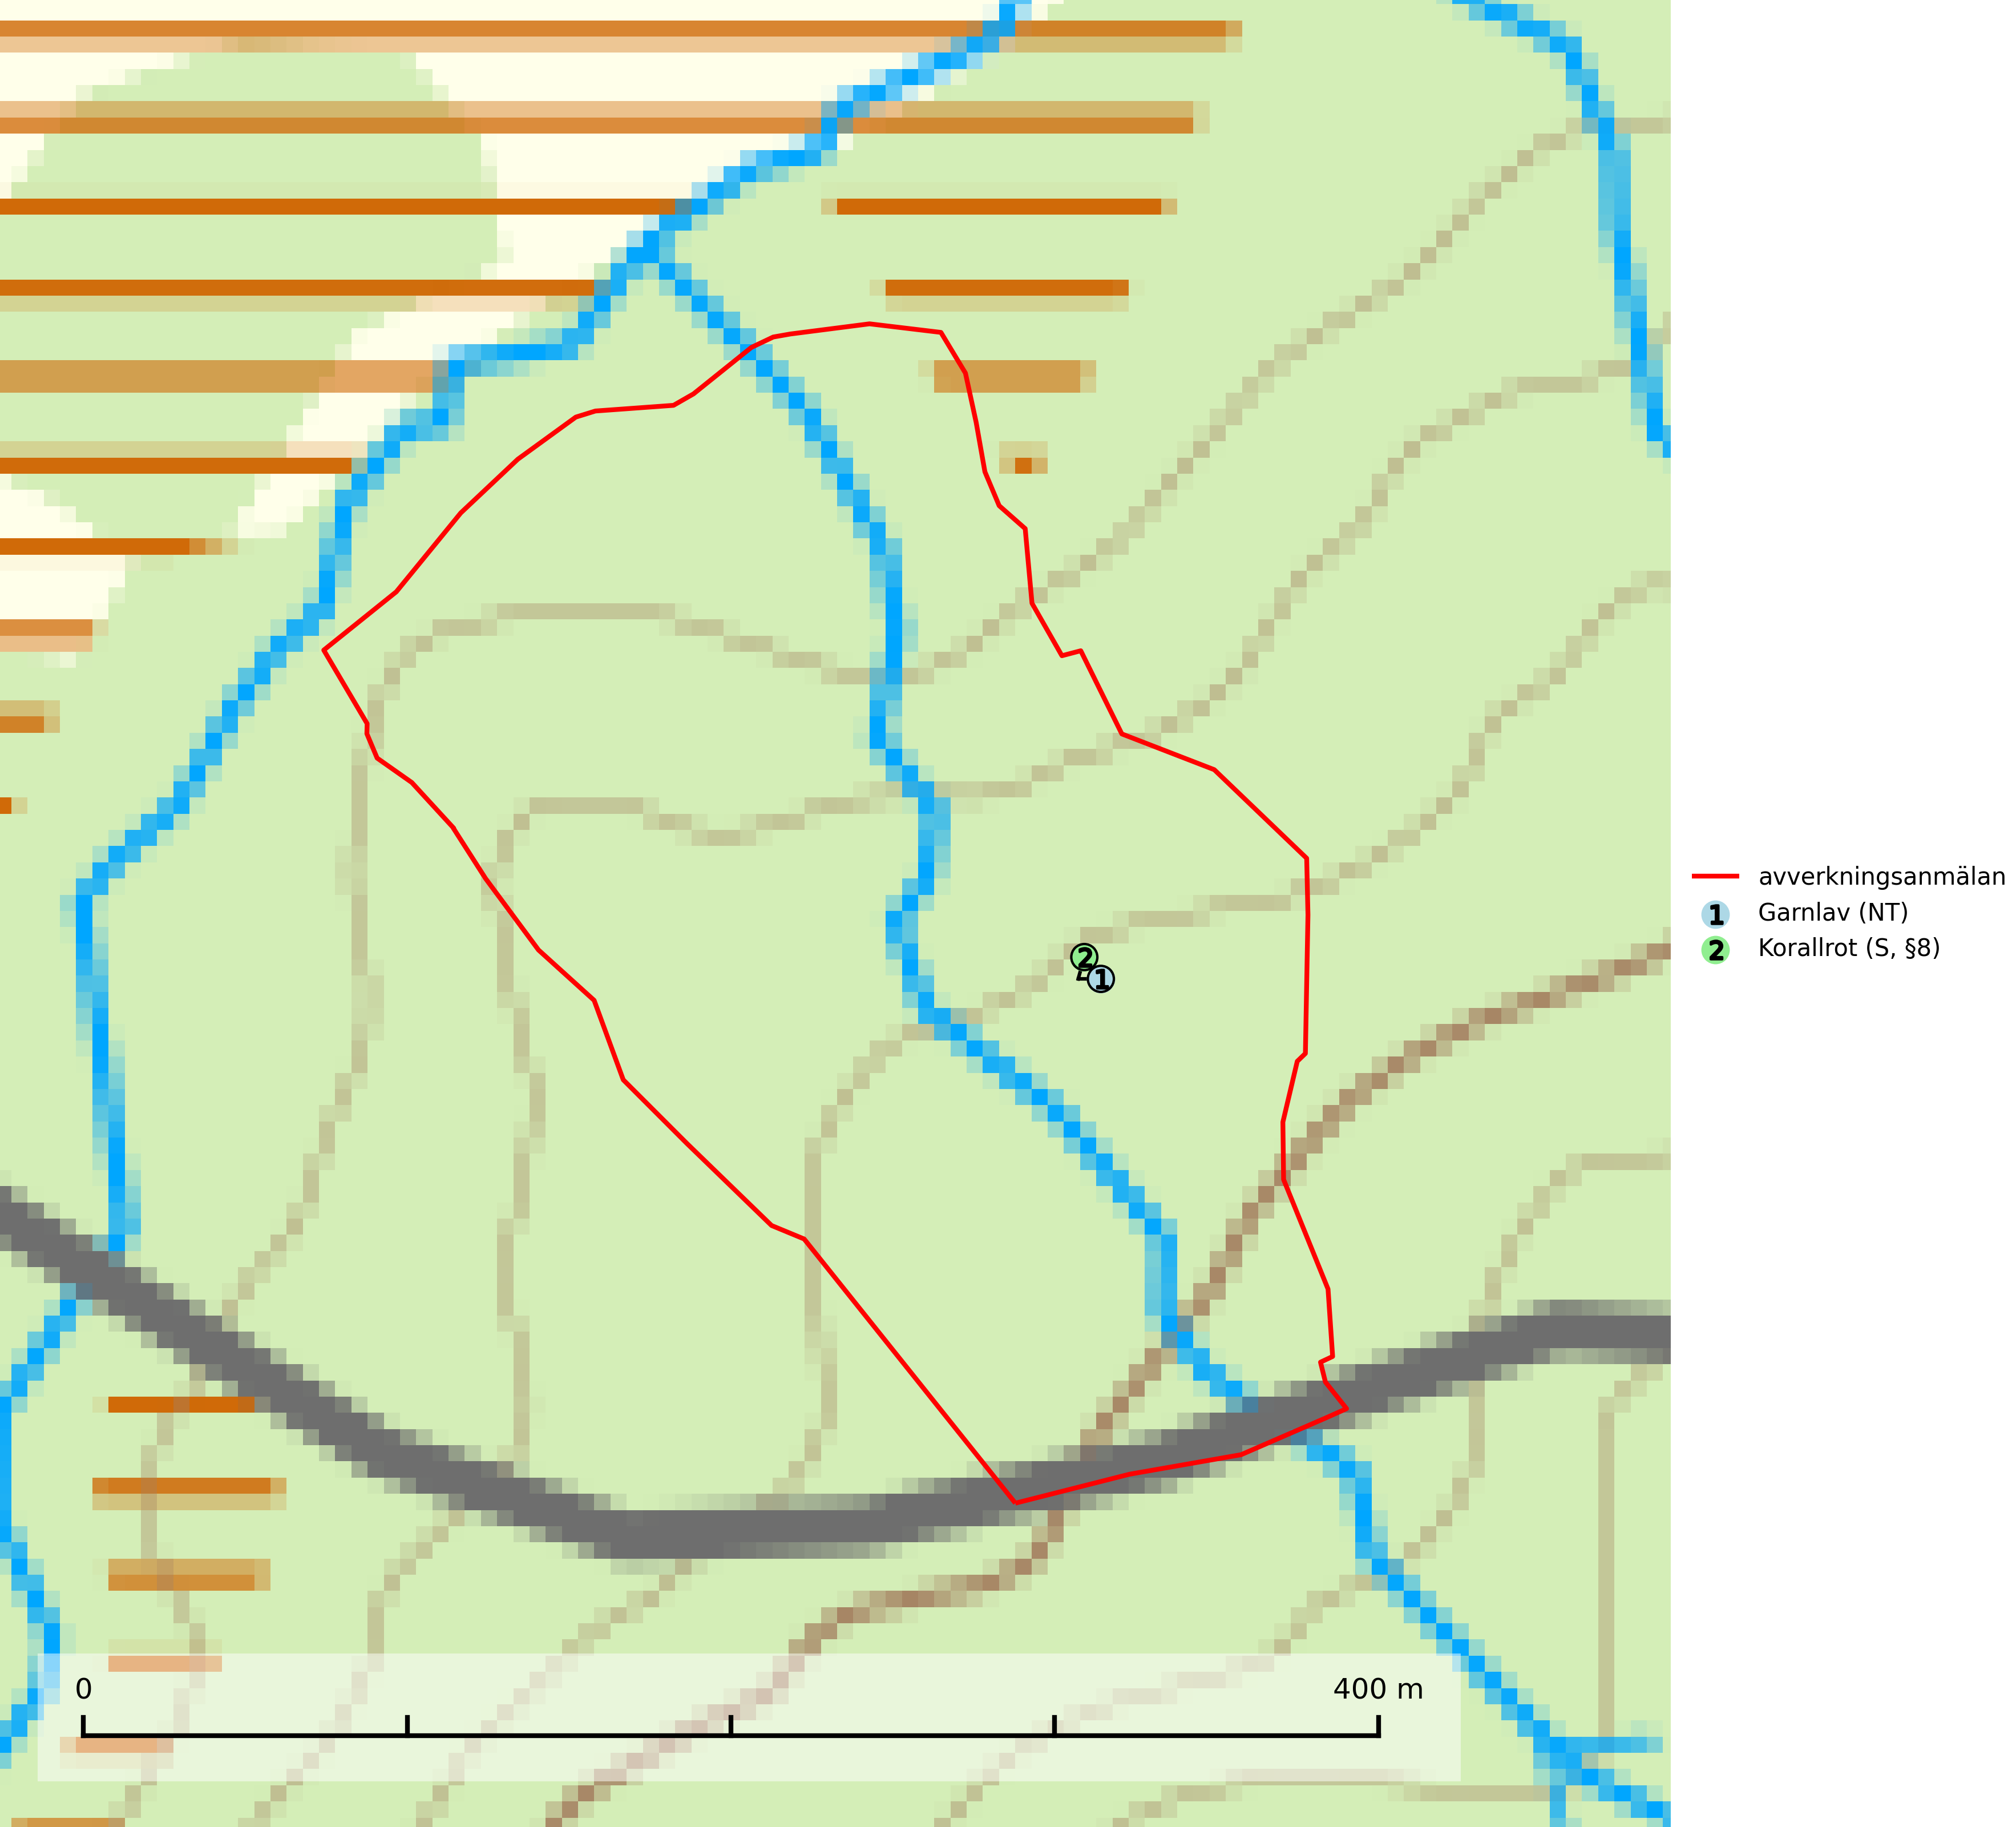 2
1
avverkningsanmälan
1 Garnlav (NT)
2 Korallrot (S, §8)
0 400 m